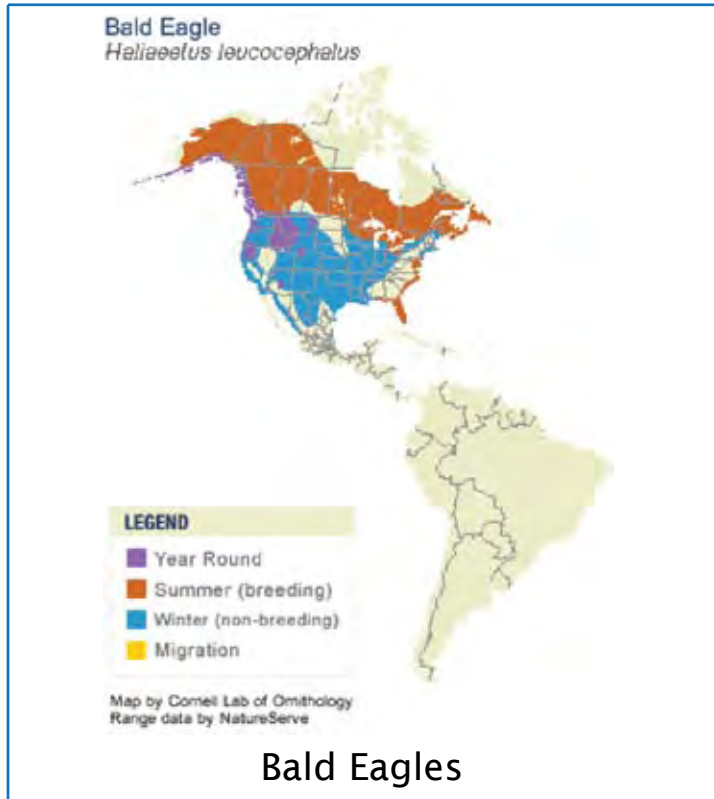 Bald Eagle
Haliaeetus leucocephalus
LEGEND
Year Round
Summer (breeding)
Winter (non-breeding)
Migration
Map by Cornell Lab of Ornithology
Range data by NatureServe
Bald Eagles